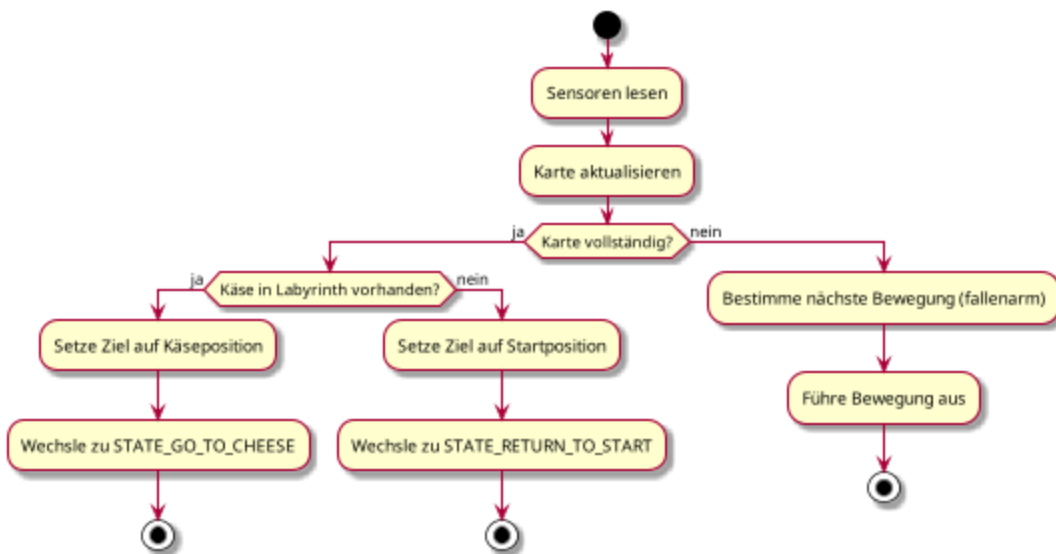 Sensoren lesen
Karte aktualisieren
ja
Karte vollständig?
nein
ja
Käse in Labyrinth vorhanden?
nein
Bestimme nächste Bewegung (fallenarm)
Setze Ziel auf Käseposition
Setze Ziel auf Startposition
Führe Bewegung aus
Wechsle zu STATE_GO_TO_CHEESE
Wechsle zu STATE_RETURN_TO_START